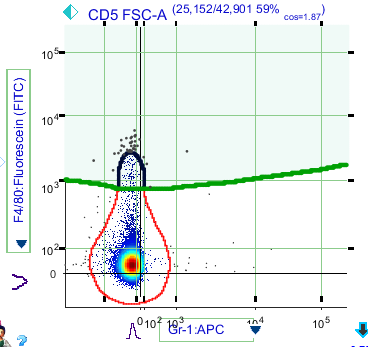 CD5 FSC-A (25,152/42,901 59%
cos=1.87)
F4/80:Fluorescein (FITC)
10⁵
10⁴
10³
10²
0
0 10² 10³ 10⁴ 10⁵
Gr-1:APC
?